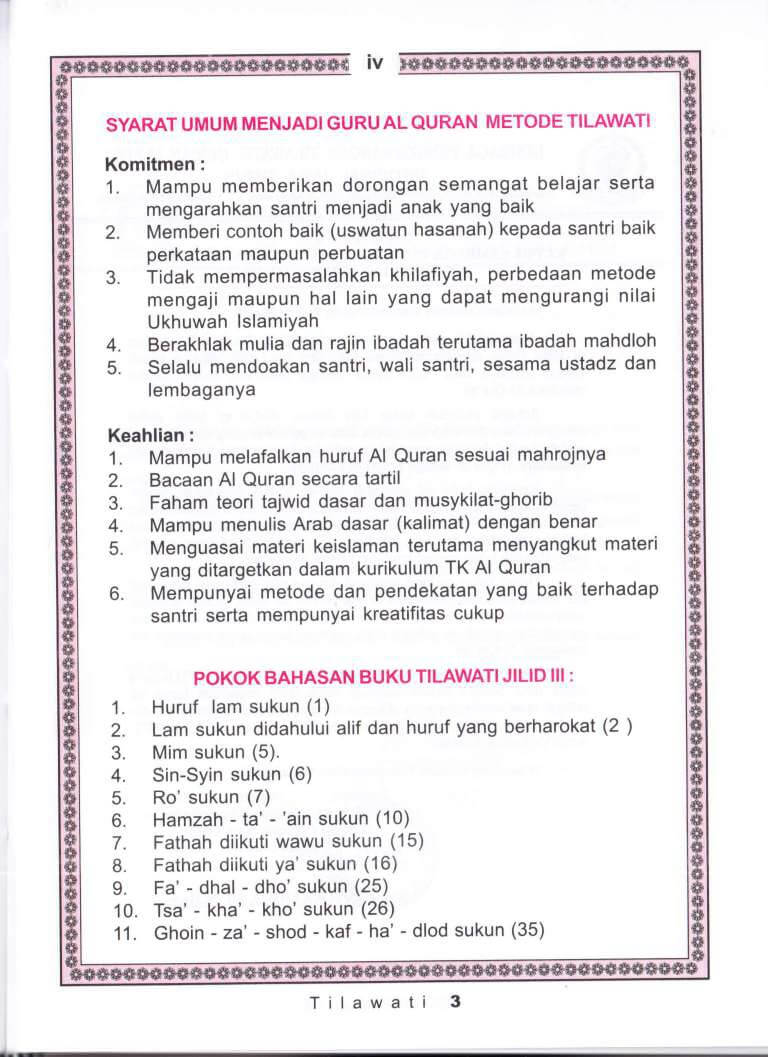 iv
SYARAT UMUM MENJADI GURU AL QURAN METODE TILAWATI
Komitmen :
1. Mampu memberikan dorongan semangat belajar serta
mengarahkan santri menjadi anak yang baik
2. Memberi contoh baik (uswatun hasanah) kepada santri baik
perkataan maupun perbuatan
3. Tidak mempermasalahkan khilafiyah, perbedaan metode
mengaji maupun hal lain yang dapat mengurangi nilai
Ukhuwah Islamiyah
4. Berakhlak mulia dan rajin ibadah terutama ibadah mahdloh
5. Selalu mendoakan santri, wali santri, sesama ustadz dan
lembaganya
Keahlian :
1. Mampu melafalkan huruf Al Quran sesuai mahrojnya
2. Bacaan Al Quran secara tartil
3. Faham teori tajwid dasar dan musykilat-ghorib
4. Mampu menulis Arab dasar (kalimat) dengan benar
5. Menguasai materi keislaman terutama menyangkut materi
yang ditargetkan dalam kurikulum TK Al Quran
6. Mempunyai metode dan pendekatan yang baik terhadap
santri serta mempunyai kreatifitas cukup
POKOK BAHASAN BUKU TILAWATI JILID III :
1. Huruf lam sukun (1)
2. Lam sukun didahului alif dan huruf yang berharokat (2 )
3. Mim sukun (5).
4. Sin-Syin sukun (6)
5. Ro' sukun (7)
6. Hamzah - ta' - 'ain sukun (10)
7. Fathah diikuti wawu sukun (15)
8. Fathah diikuti ya' sukun (16)
9. Fa' - dhal - dho' sukun (25)
10. Tsa' - kha' - kho' sukun (26)
11. Ghoin - za' - shod - kaf - ha' - dlod sukun (35)
Tilawati 3